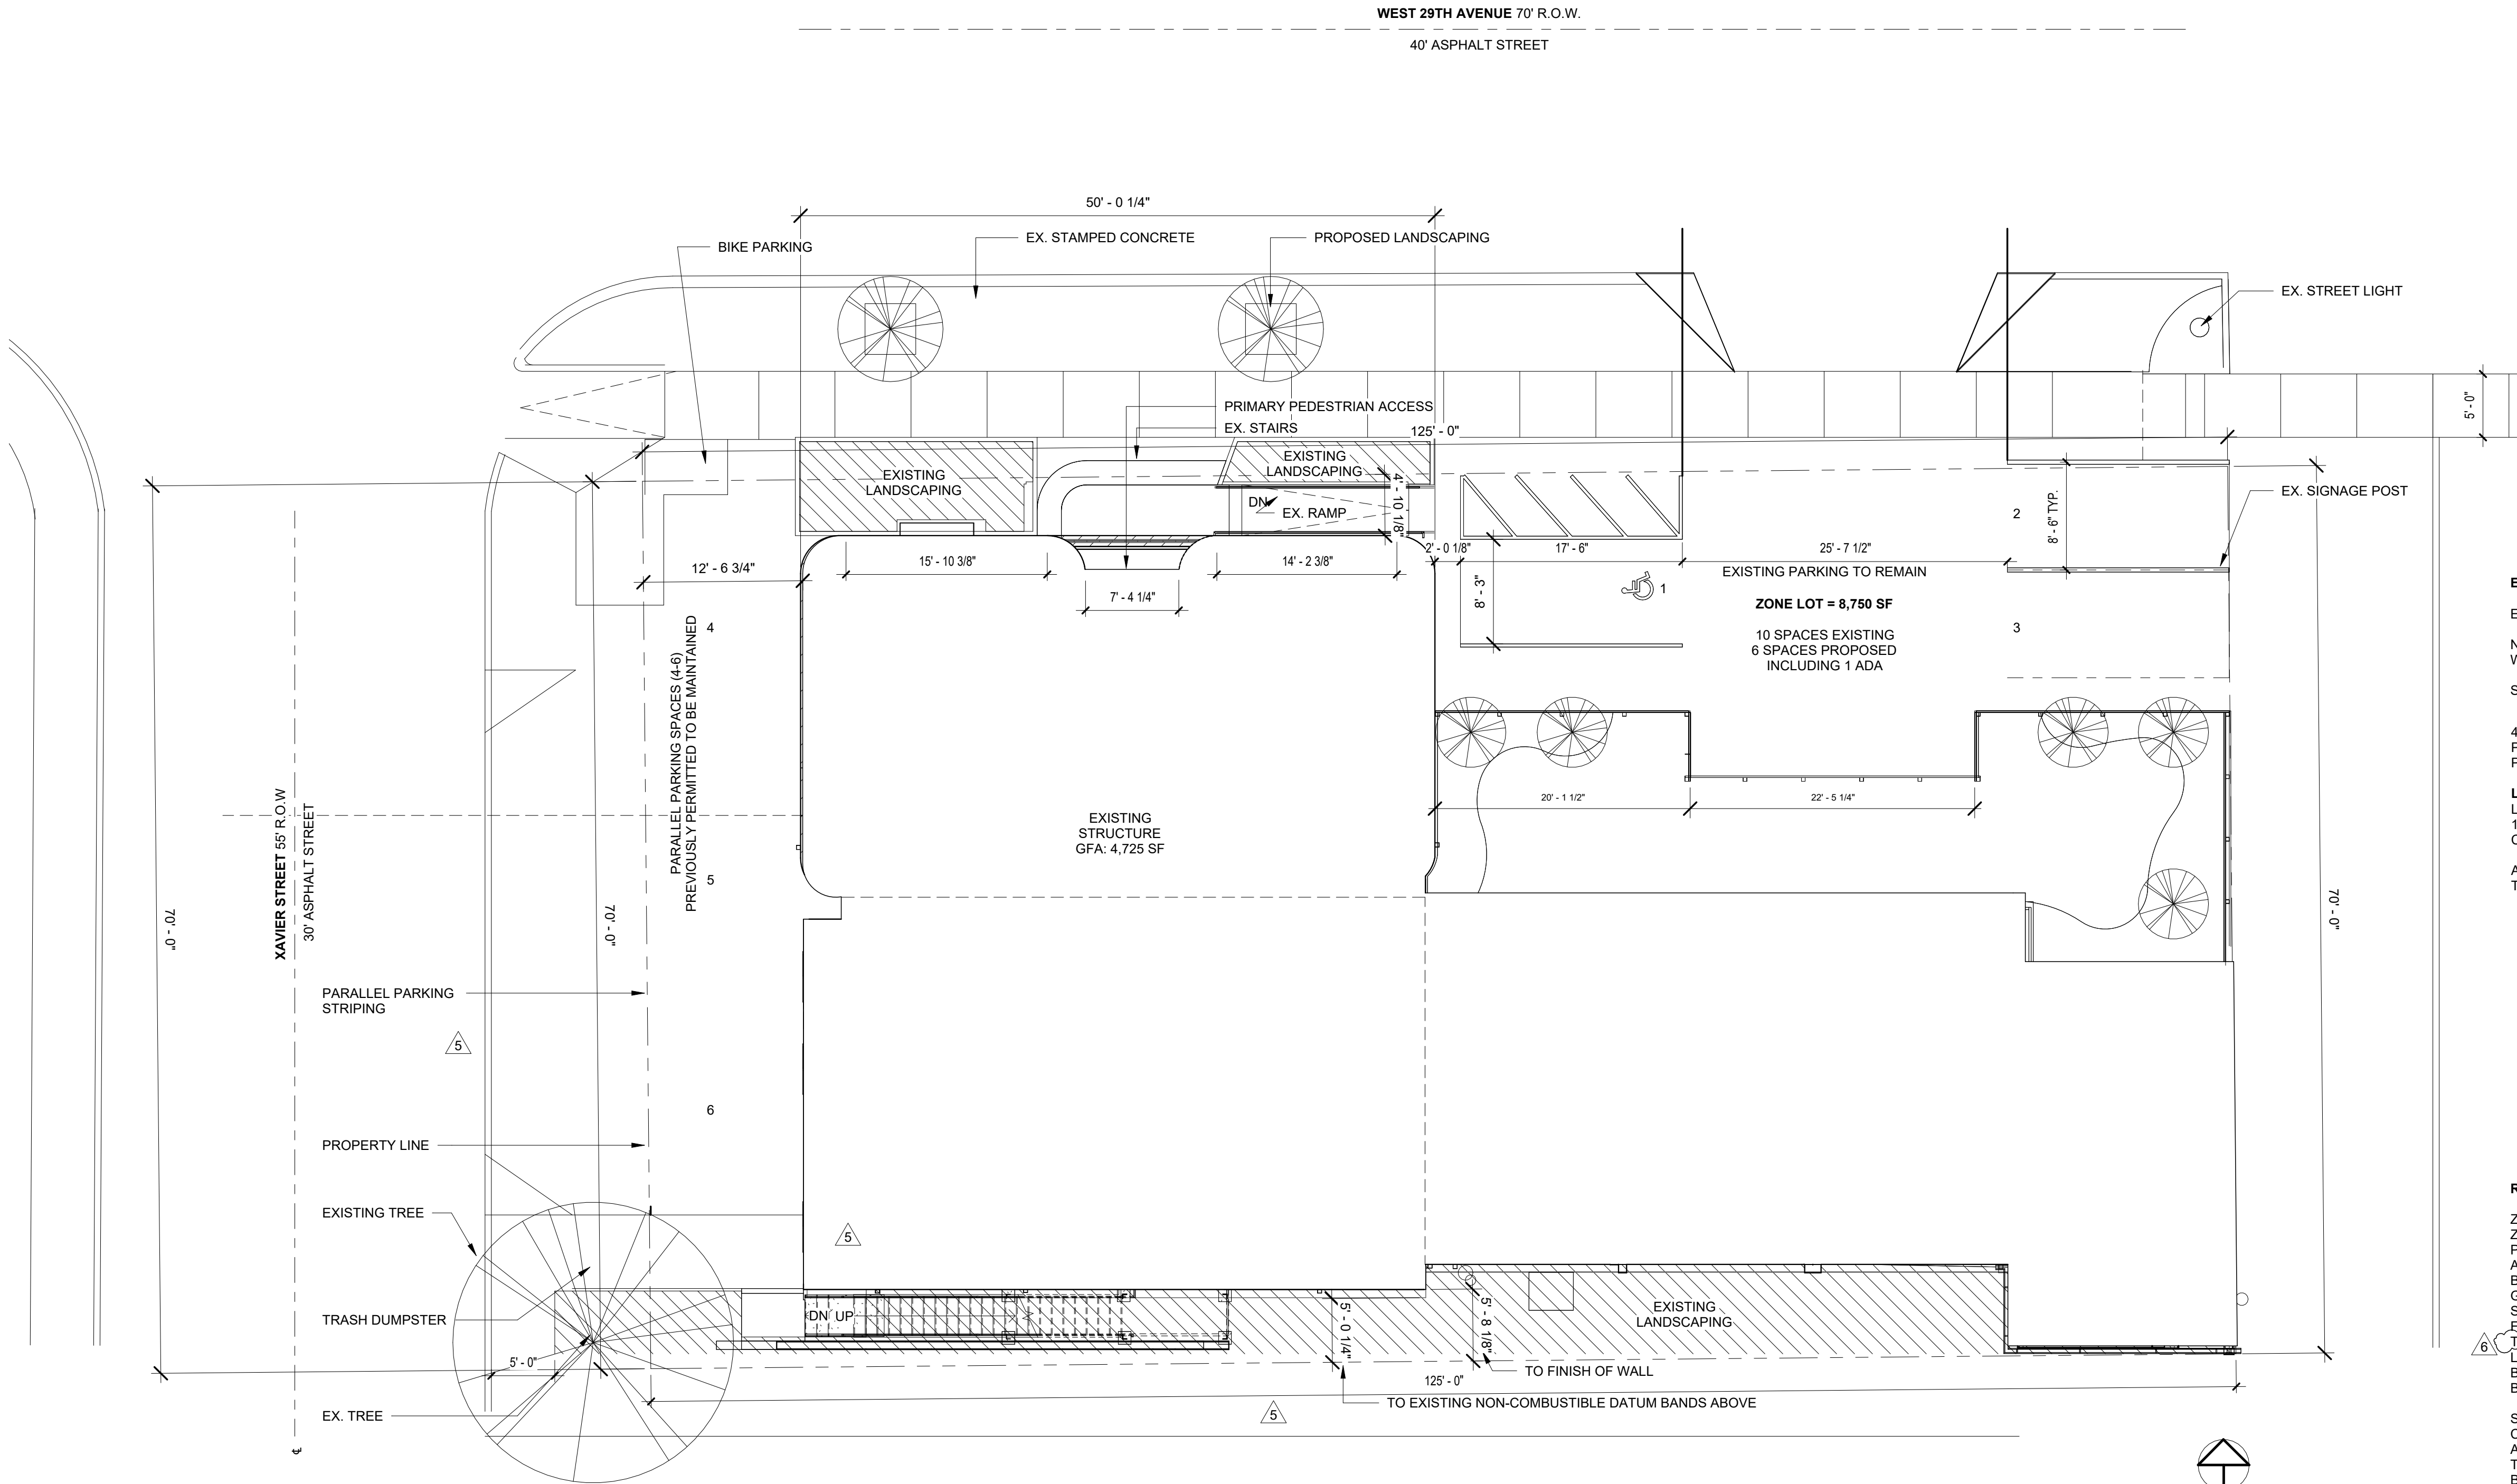 WEST 29TH AVENUE 70' R.O.W.
40' ASPHALT STREET
50' - 0 1/4"
BIKE PARKING
EX. STAMPED CONCRETE
PROPOSED LANDSCAPING
EX. STREET LIGHT
5' - 0"
PRIMARY PEDESTRIAN ACCESS
EX. STAIRS
125' - 0"
EXISTING
LANDSCAPING
EXISTING
LANDSCAPING
4' - 10 1/8"
DN
EX. RAMP
2
8' - 6" TYP.
EX. SIGNAGE POST
12' - 6 3/4"
15' - 10 3/8"
7' - 4 1/4"
14' - 2 3/8"
2' - 0 1/8"
17' - 6"
25' - 7 1/2"
8' - 3"
1
EXISTING PARKING TO REMAIN
ZONE LOT = 8,750 SF
10 SPACES EXISTING
6 SPACES PROPOSED
INCLUDING 1 ADA
3
4
PARALLEL PARKING SPACES (4-6)
PREVIOUSLY PERMITTED TO BE MAINTAINED
5
6
20' - 1 1/2"
22' - 5 1/4"
EXISTING
STRUCTURE
GFA: 4,725 SF
XAVIER STREET 55' R.O.W
30' ASPHALT STREET
70' - 0"
70' - 0"
70' - 0"
PARALLEL PARKING
STRIPING
5
PROPERTY LINE
EXISTING TREE
TRASH DUMPSTER
5' - 0"
EX. TREE
5
DN
UP
5' - 0 1/4"
5' - 8 1/8"
EXISTING
LANDSCAPING
TO FINISH OF WALL
125' - 0"
TO EXISTING NON-COMBUSTIBLE DATUM BANDS ABOVE
5
6